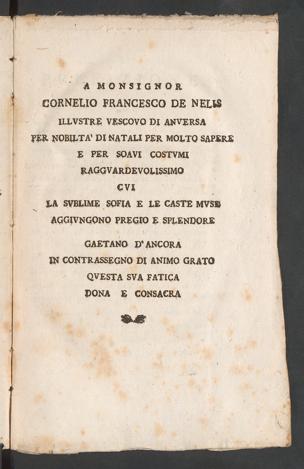 A MONSIGNOR
CORNELIO FRANCESCO DE NELIS
ILLVSTRE VESCOVO DI ANVERSA
PER NOBILTA' DI NATALI PER MOLTO SAPERE
E PER SOAVI COSTVMI
RAGGVARDEVOLISSIMO
CVI
LA SVBLIME SOFIA E LE CASTE MVSE
AGGIVNGONO PREGIO E SPLENDORE
GAETANO D'ANCORA
IN CONTRASSEGNO DI ANIMO GRATO
QVESTA SVA FATICA
DONA E CONSACRA